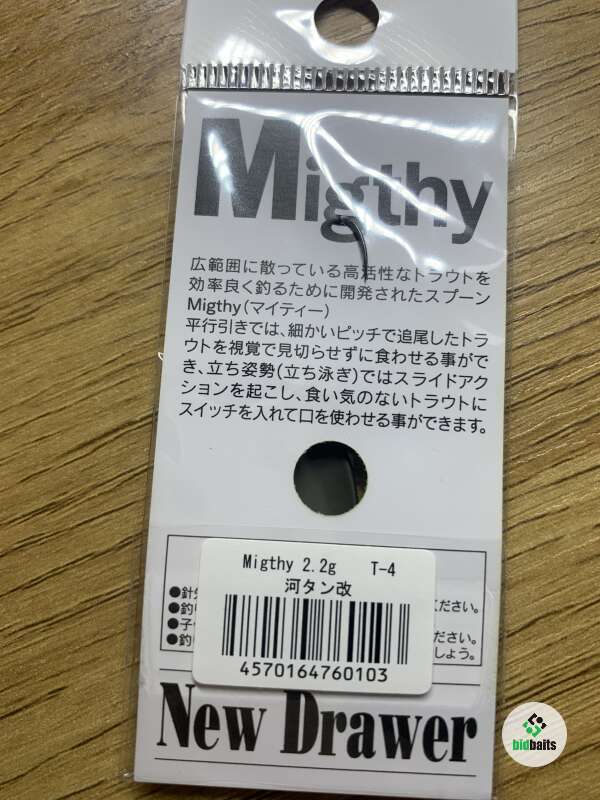 Migthy
広範囲に散っている高活性なトラウトを
効率良く釣るために開発されたスプーン
Migthy(マイティー)
平行引きでは、細かいピッチで追尾したトラ
ウトを視覚で見切らせずに食わせる事がで
き、立ち姿勢(立ち泳ぎ)ではスライドアク
ションを起こし、食い気のないトラウトに
スイッチを入れて口を使わせる事ができます。
Migthy 2.2g T-4
河タン改
4570164760103
●針
ください。
●釣
●子
ださい。
●釣
しょう。
New Drawer
bidbaits